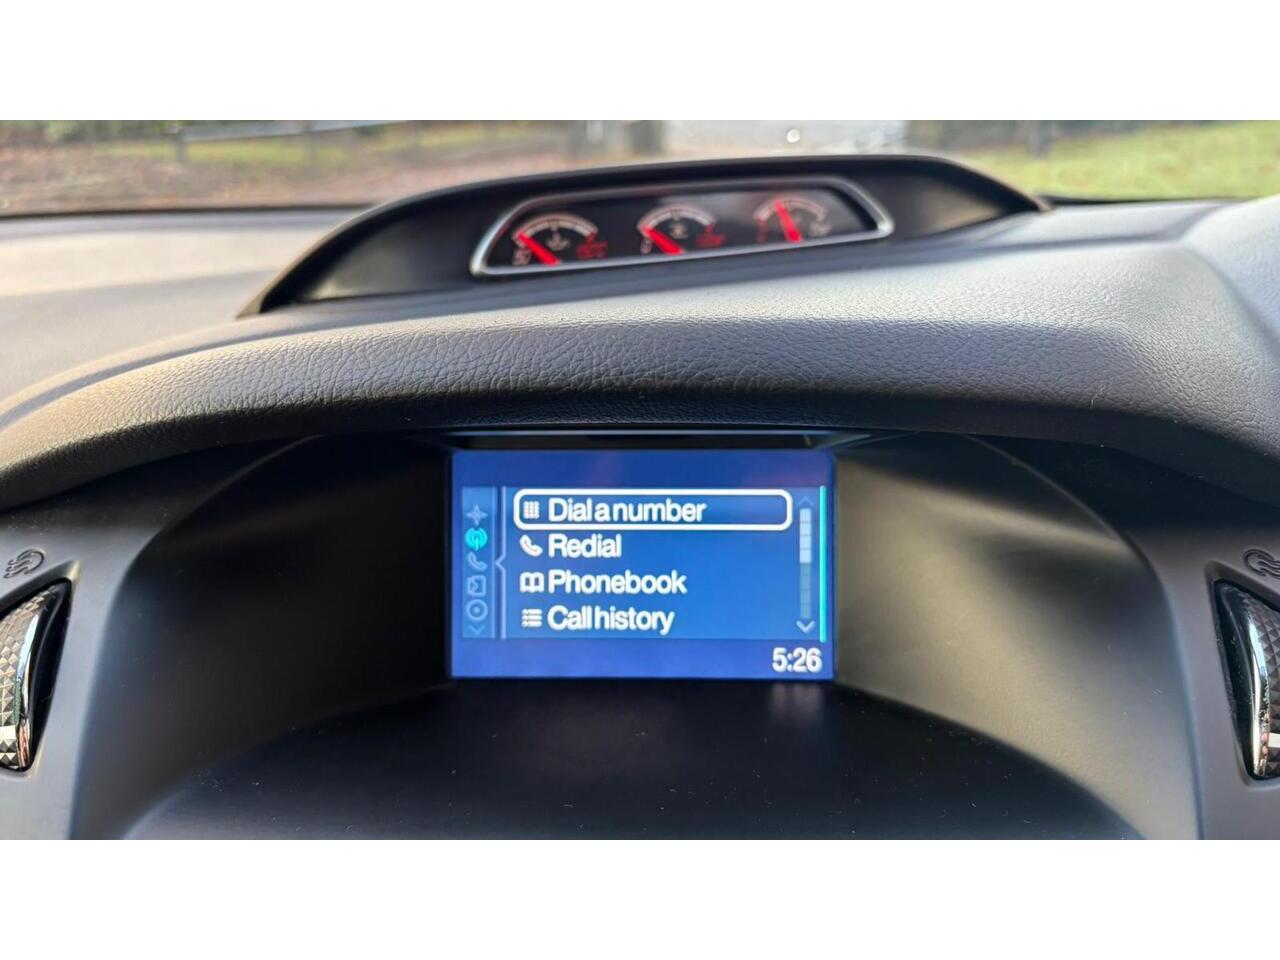 Dial a number
Redial
Phonebook
Call history
5:26